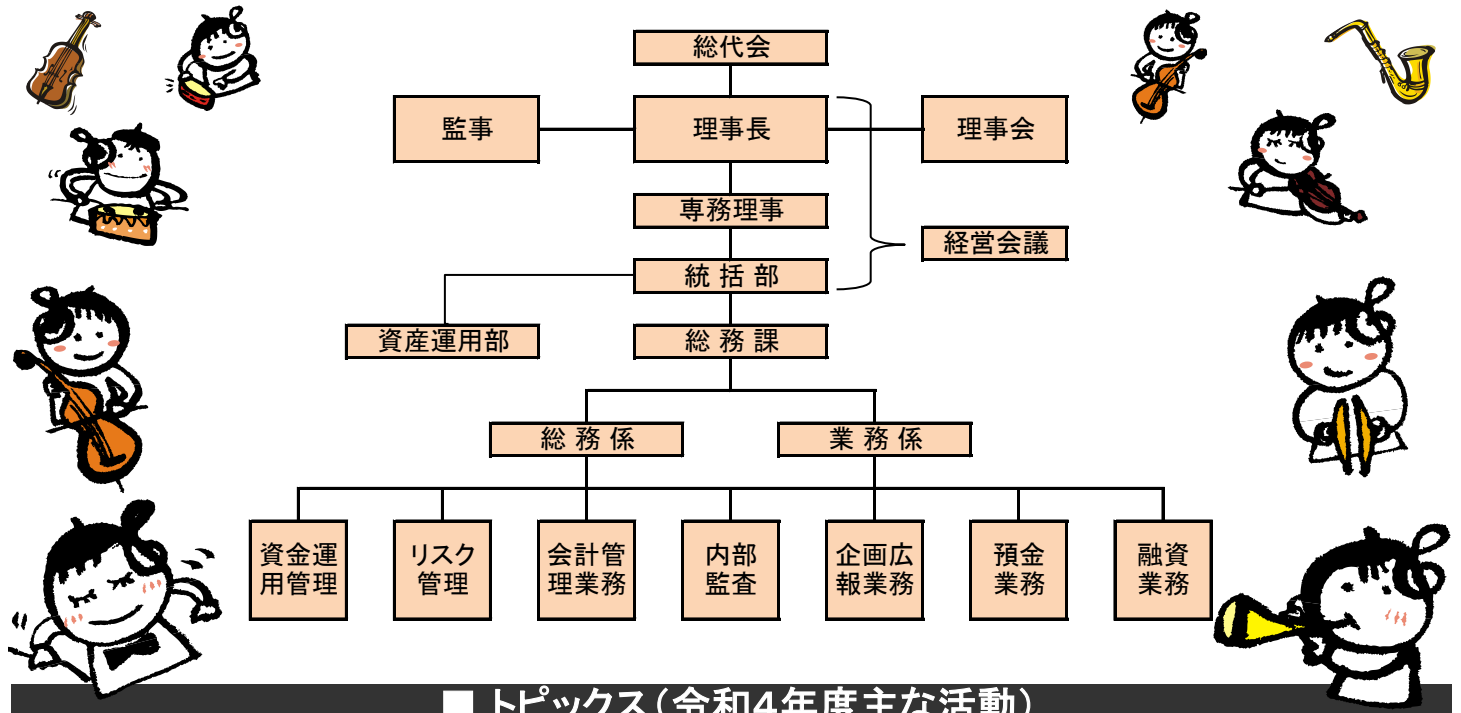 総代会
監事
理事長
理事会
専務理事
経営会議
統 括 部
資産運用部
総 務 課
総 務 係
業 務 係
資金運
用管理
リスク
管理
会計管
理業務
内部
監査
企画広
報業務
預金
業務
融資
業務
■ トピックス（令和4年度主な活動）